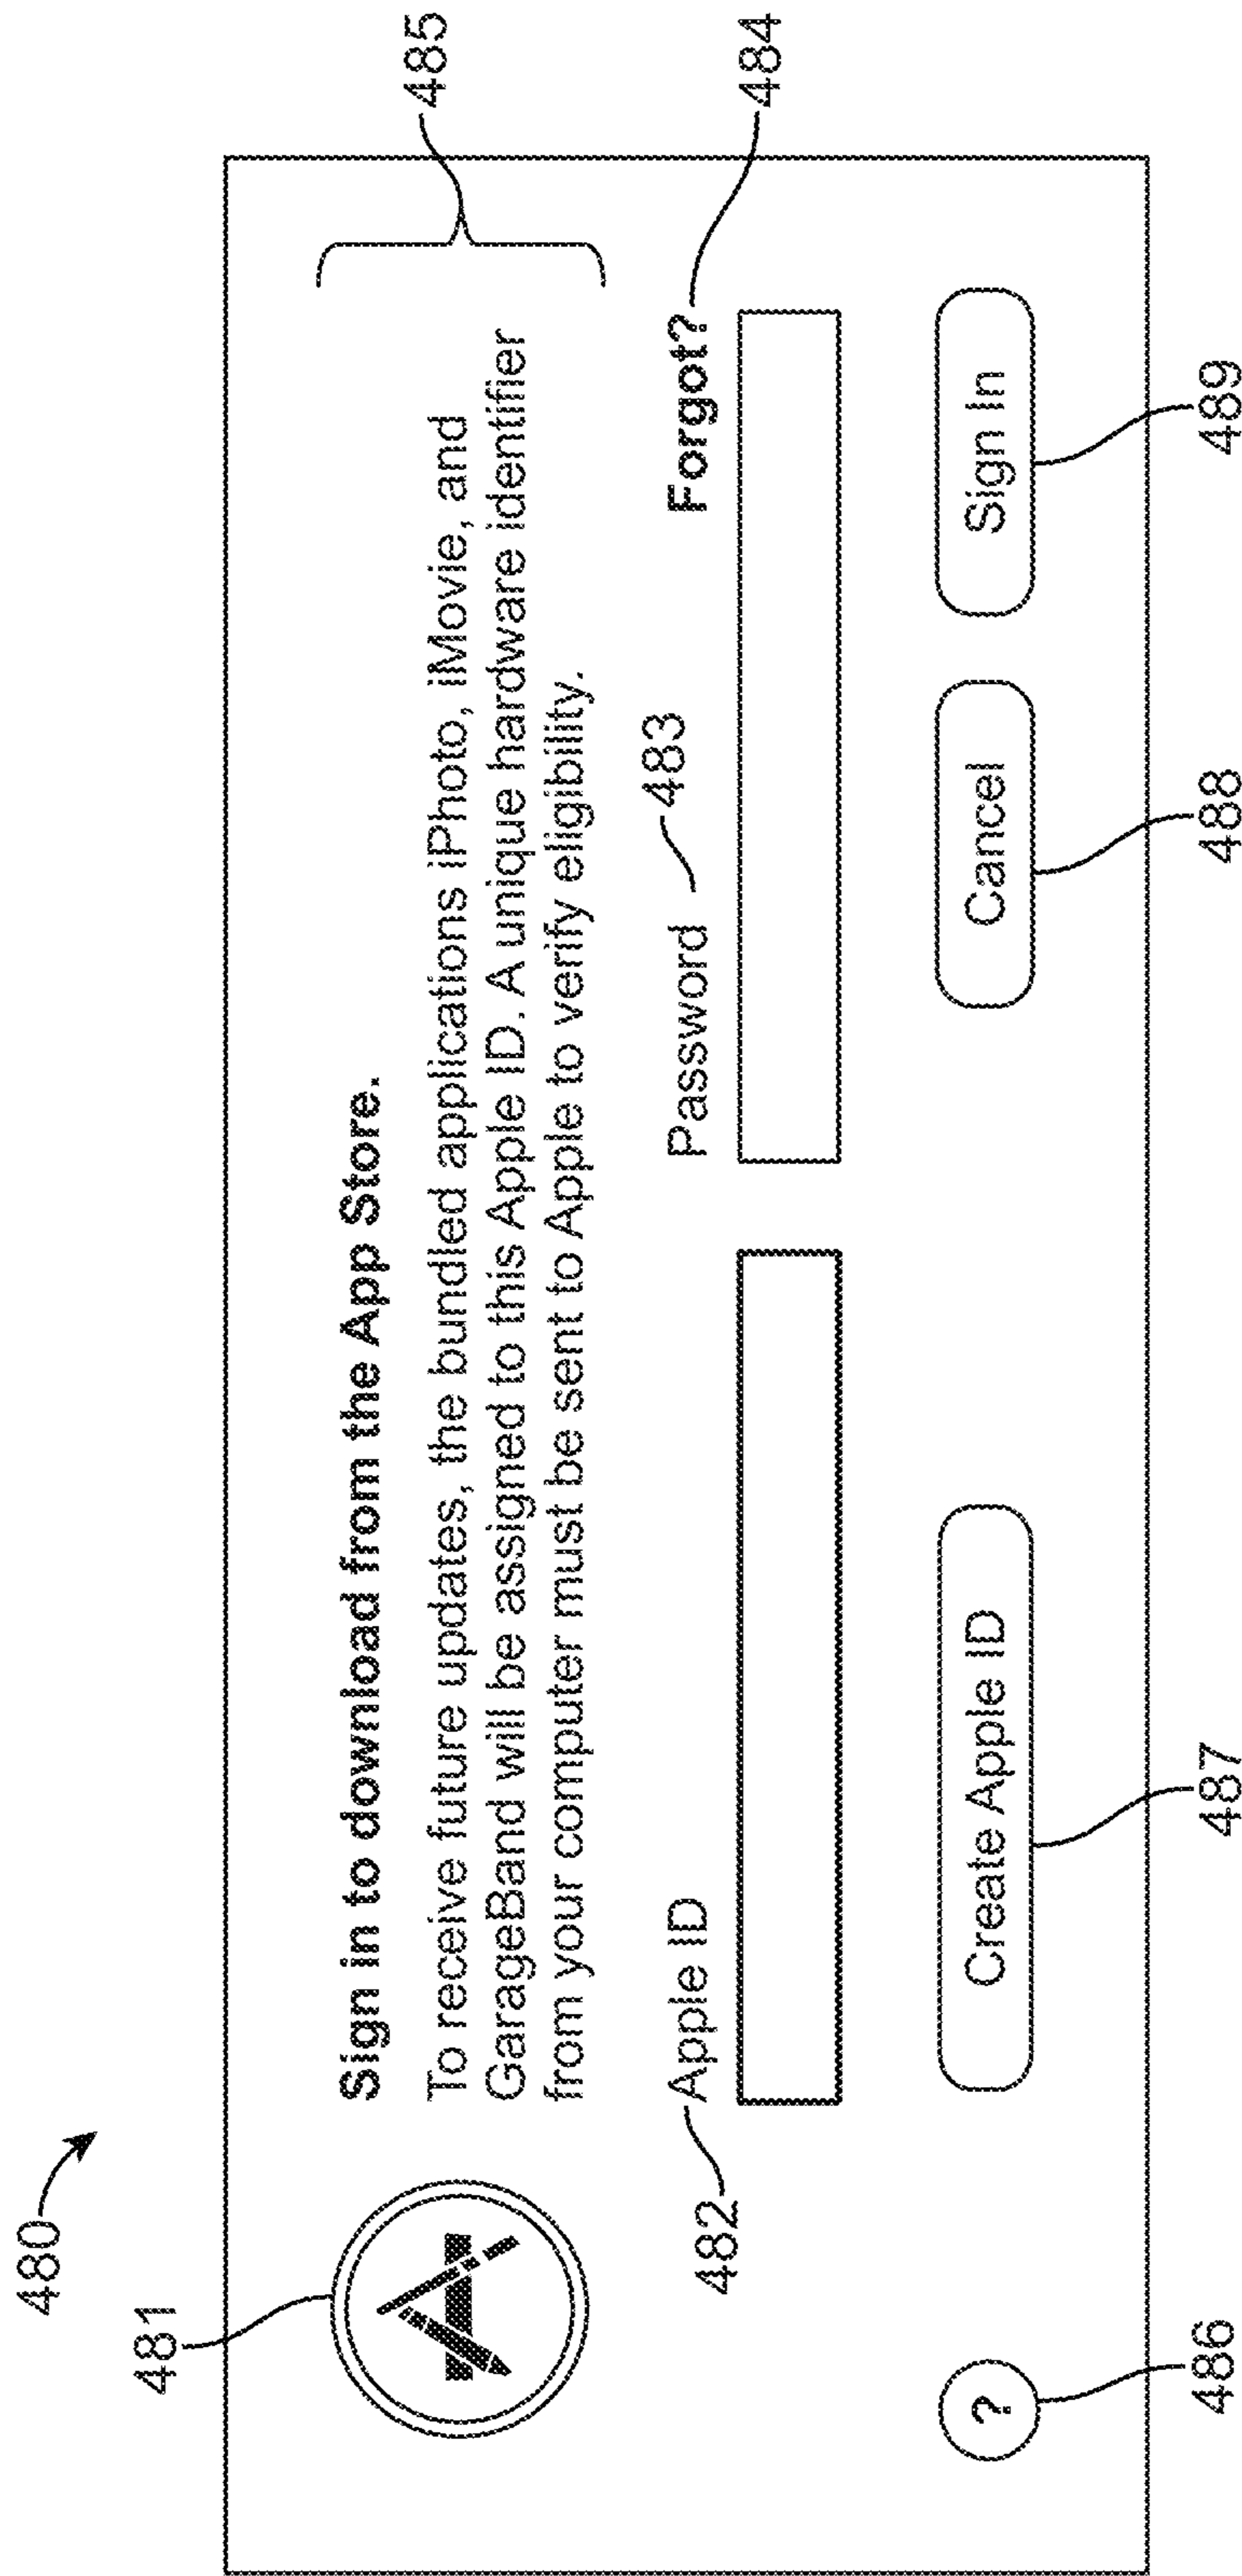 480
481
Sign in to download from the App Store.
To receive future updates, the bundled applications iPhoto, iMovie, and
GarageBand will be assigned to this Apple ID. A unique hardware identifier
from your computer must be sent to Apple to verify eligibility.
485
482 Apple ID
Password 483
Forgot? 484
?
Create Apple ID
Cancel
Sign In
486
487
488
489